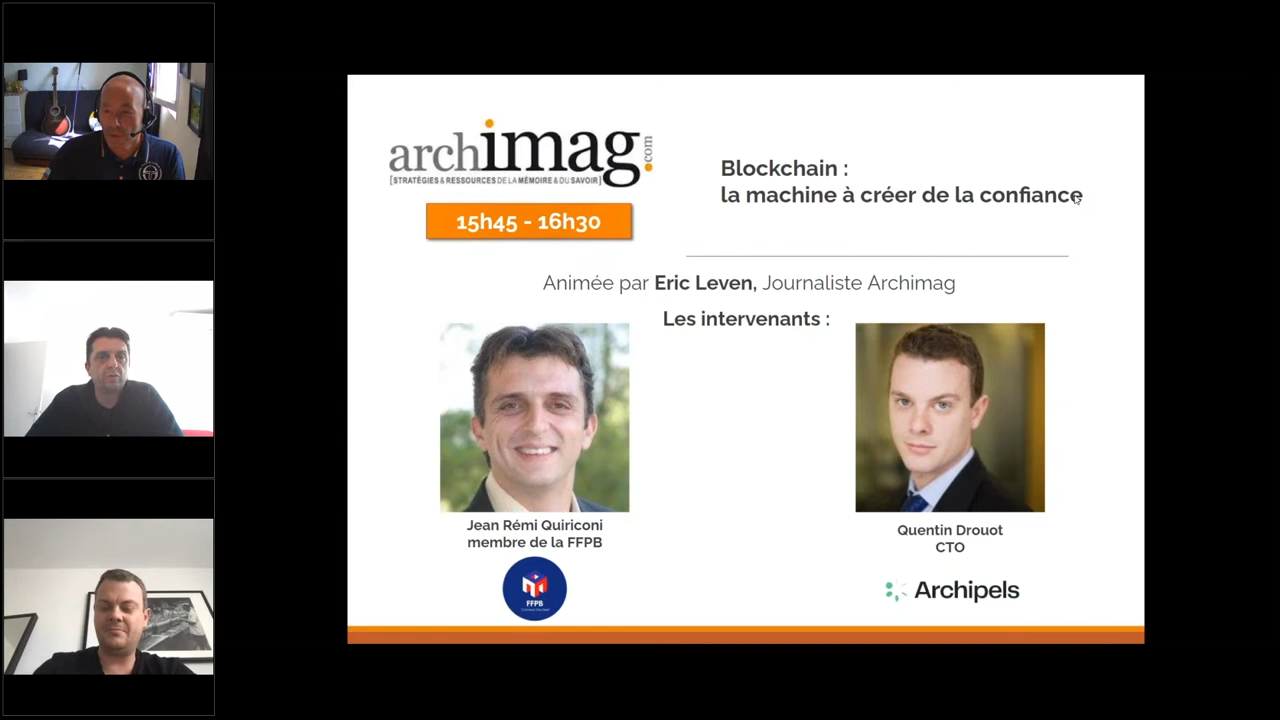 archimag.com
[STRATÉGIES & RESSOURCES DE LA MÉMOIRE & DU SAVOIR]
15h45 - 16h30
Blockchain :
la machine à créer de la confiance
Animée par Eric Leven, Journaliste Archimag
Les intervenants :
Jean Rémi Quiriconi
membre de la FFPB
FFPB
Quentin Drouot
CTO
Archipels